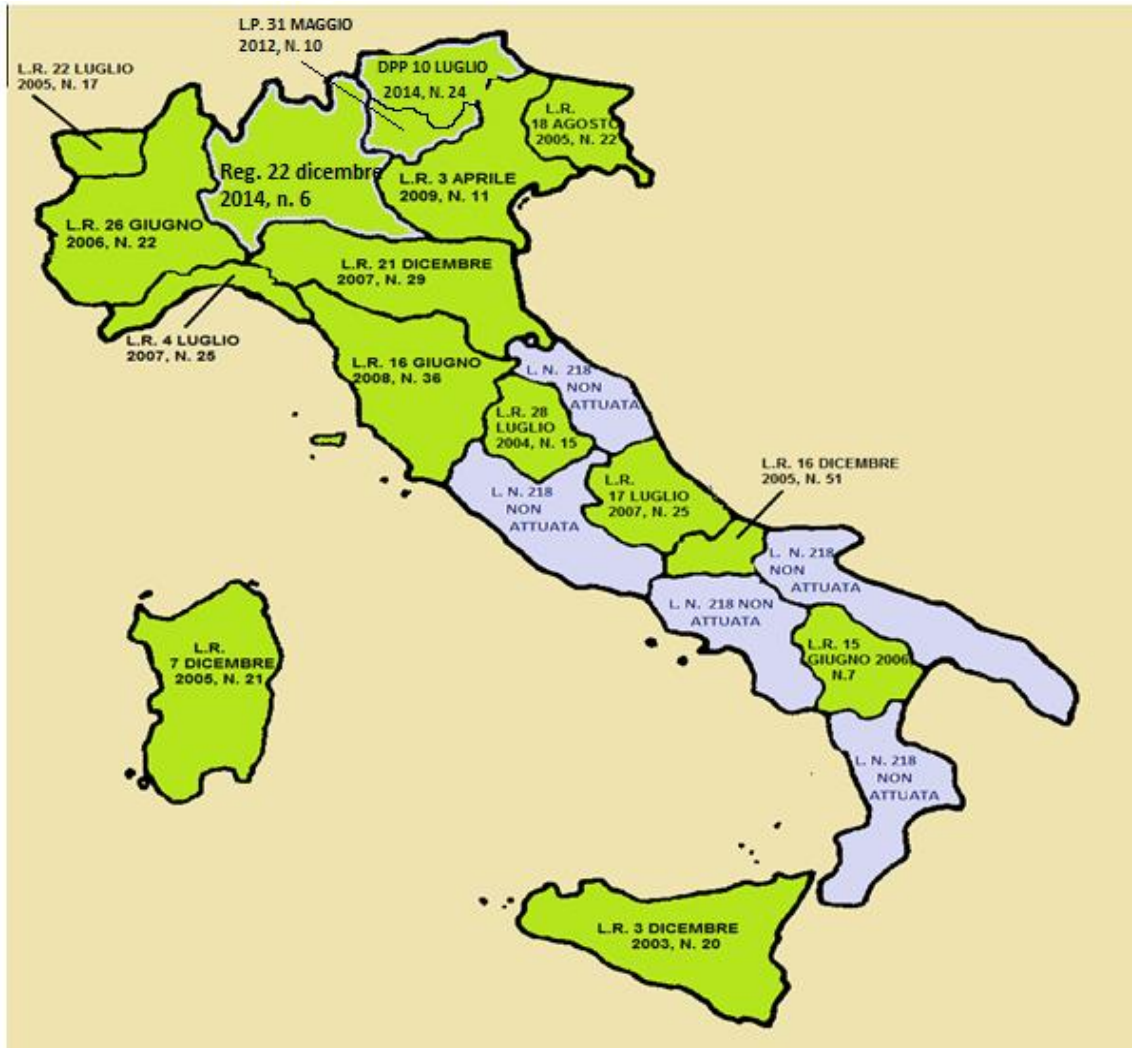 L.P. 31 MAGGIO
2012, N. 10
L.R. 22 LUGLIO
2005, N. 17
DPP 10 LUGLIO
2014, N. 24
L.R.
18 AGOSTO
2005, N. 22
Reg. 22 dicembre
2014, n. 6
L.R. 3 APRILE
2009, N. 11
L.R. 26 GIUGNO
2006, N. 22
L.R. 21 DICEMBRE
2007, N. 29
L.R. 4 LUGLIO
2007, N. 25
L.R. 16 GIUGNO
2008, N. 36
L. N. 218
NON
ATTUATA
L.R. 28
LUGLIO
2004, N. 15
L.R. 16 DICEMBRE
2005, N. 51
L. N. 218
NON
ATTUATA
L.R.
17 LUGLIO
2007, N. 25
L. N. 218
NON
ATTUATA
L. N. 218 NON
ATTUATA
L.R. 15
GIUGNO 2006
N.7
L.R.
7 DICEMBRE
2005, N. 21
L. N. 218
NON
ATTUATA
L.R. 3 DICEMBRE
2003, N. 20